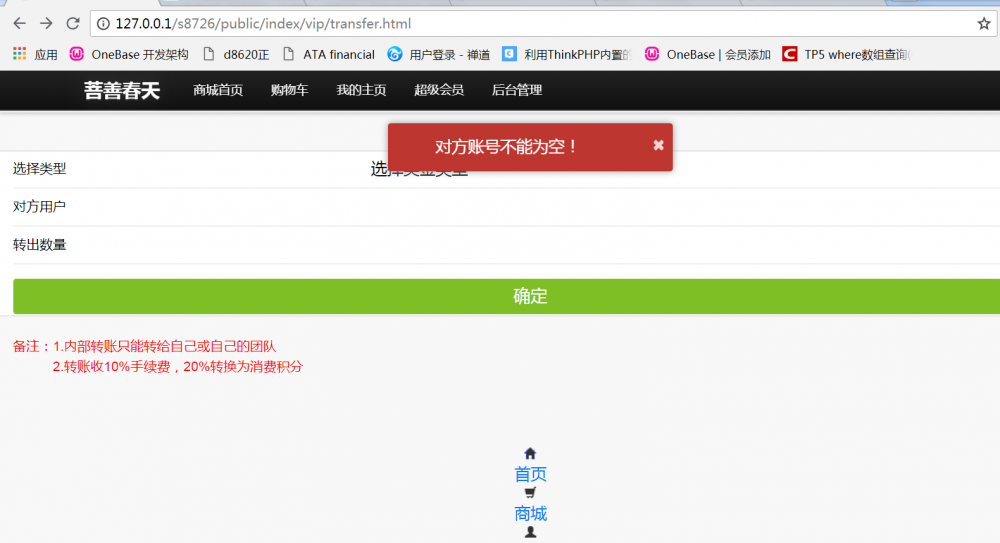 127.0.0.1/s8726/public/index/vip/transfer.html
应用 OneBase 开发架构 d8620正 ATA financial 用户登录 - 禅道 利用ThinkPHP内置的 OneBase | 会员添加 TP5 where数组查询(
菩善春天 商城首页 购物车 我的主页 超级会员 后台管理
对方账号不能为空！
选择类型 选择奖金类型
对方用户
转出数量
确定
备注：1.内部转账只能转给自己或自己的团队
2.转账收10%手续费，20%转换为消费积分
首页
商城